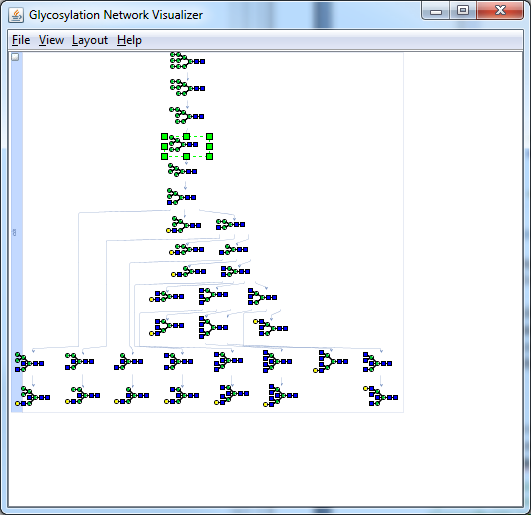 Glycosylation Network Visualizer
File View Layout Help